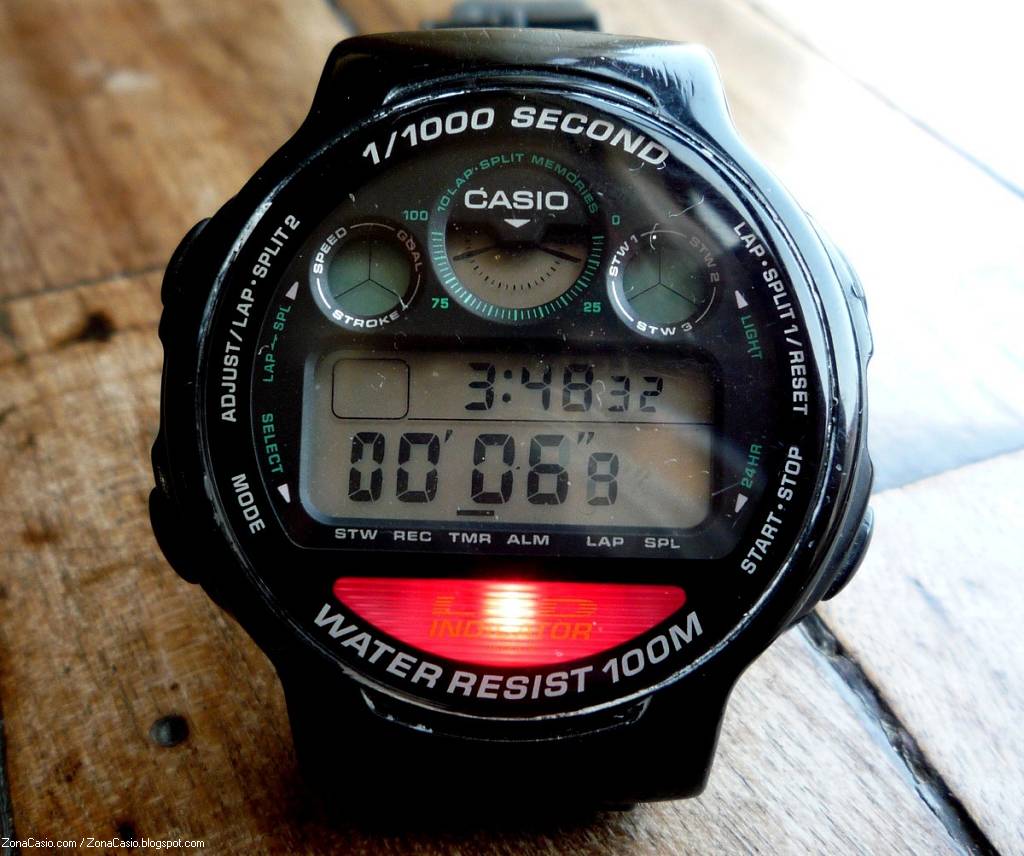 1/1000 SECOND
10 LAP·SPLIT MEMORIES
CASIO
100
0
75
25
SPEED
GOAL
STROKE
STW 1
STW 2
STW 3
ADJUST/LAP·SPLIT 2
LAP·SPLIT 1/RESET
LAP↔SPL
LIGHT
SELECT
24HR
MODE
START·STOP
3:48 32
00'06"8
STW REC TMR ALM LAP SPL
LED
INDICATOR
WATER RESIST 100M
ZonaCasio.com / ZonaCasio.blogspot.com